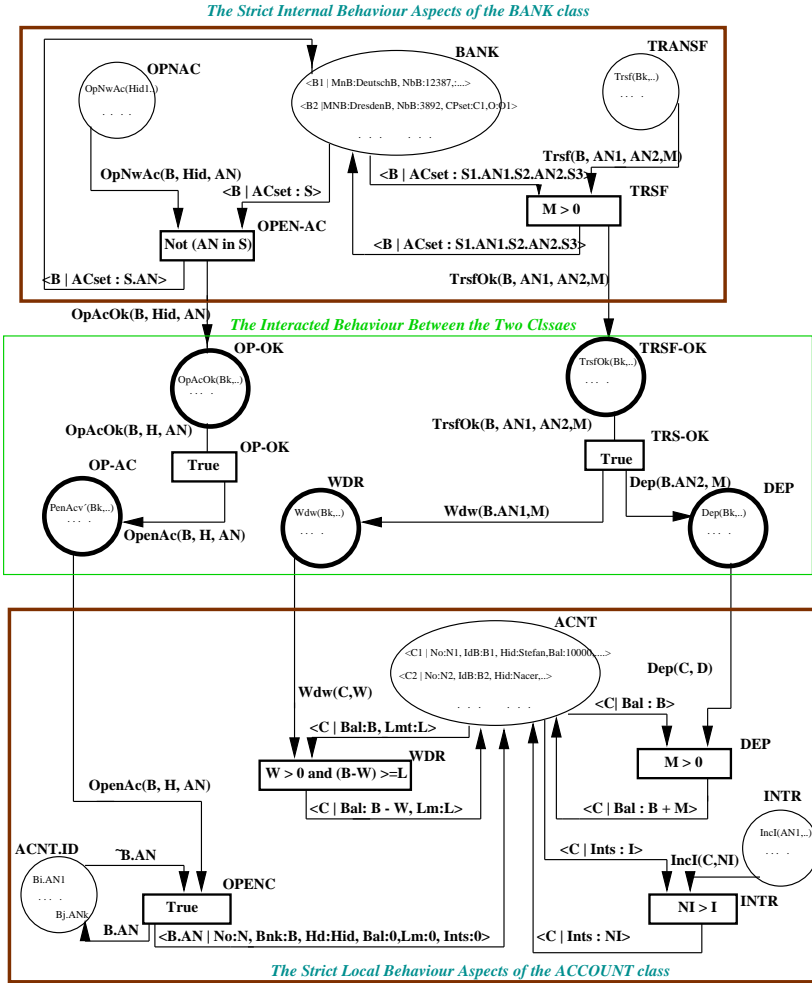 The Strict Internal Behaviour Aspects of the BANK class
BANK
OPNAC
TRANSF
OpNwAc(Hid1..)
. . . .
<B1 | MnB:DeutschB, NbB:12387,:...>
<B2 |MNB:DresdenB, NbB:3892, CPset:C1,O:O1>
. . . . . .
Trsf(Bk,..)
.... .
OpNwAc(B, Hid, AN)
Trsf(B, AN1, AN2,M)
<B | ACset : S1.AN1.S2.AN2.S3>
<B | ACset : S>
TRSF
M > 0
OPEN-AC
Not (AN in S)
<B | ACset : S1.AN1.S2.AN2.S3>
<B | ACset : S.AN>
TrsfOk(B, AN1, AN2,M)
OpAcOk(B, Hid, AN)
The Interacted Behaviour Between the Two Clssaes
OP-OK
TRSF-OK
OpAcOk(Bk,..)
.... .
TrsfOk(Bk,..)
.... .
OpAcOk(B, H, AN)
TrsfOk(B, AN1, AN2,M)
OP-OK
True
TRS-OK
True
OP-AC
WDR
Dep(B.AN2, M)
DEP
PenAcv´(Bk,..)
.... .
Wdw(Bk,..)
.... .
Dep(Bk,..)
.... .
Wdw(B.AN1,M)
OpenAc(B, H, AN)
ACNT
<C1 | No:N1, IdB:B1, Hid:Stefan,Bal:10000,....>
<C2 | No:N2, IdB:B2, Hid:Nacer,..>
. . . . . .
Dep(C, D)
Wdw(C,W)
<C| Bal : B>
<C | Bal:B, Lmt:L>
DEP
WDR
M > 0
W > 0 and (B-W) >=L
OpenAc(B, H, AN)
INTR
<C | Bal: B - W, Lm:L>
<C | Bal : B + M>
IncI(AN1,..)
.... .
ACNT.ID
~B.AN
<C | Ints : I>
IncI(C,NI)
Bi.AN1
.... .
Bj.ANk
OPENC
True
INTR
NI > I
B.AN
<B.AN | No:N, Bnk:B, Hd:Hid, Bal:0,Lm:0, Ints:0>
<C | Ints : NI>
The Strict Local Behaviour Aspects of the ACCOUNT class